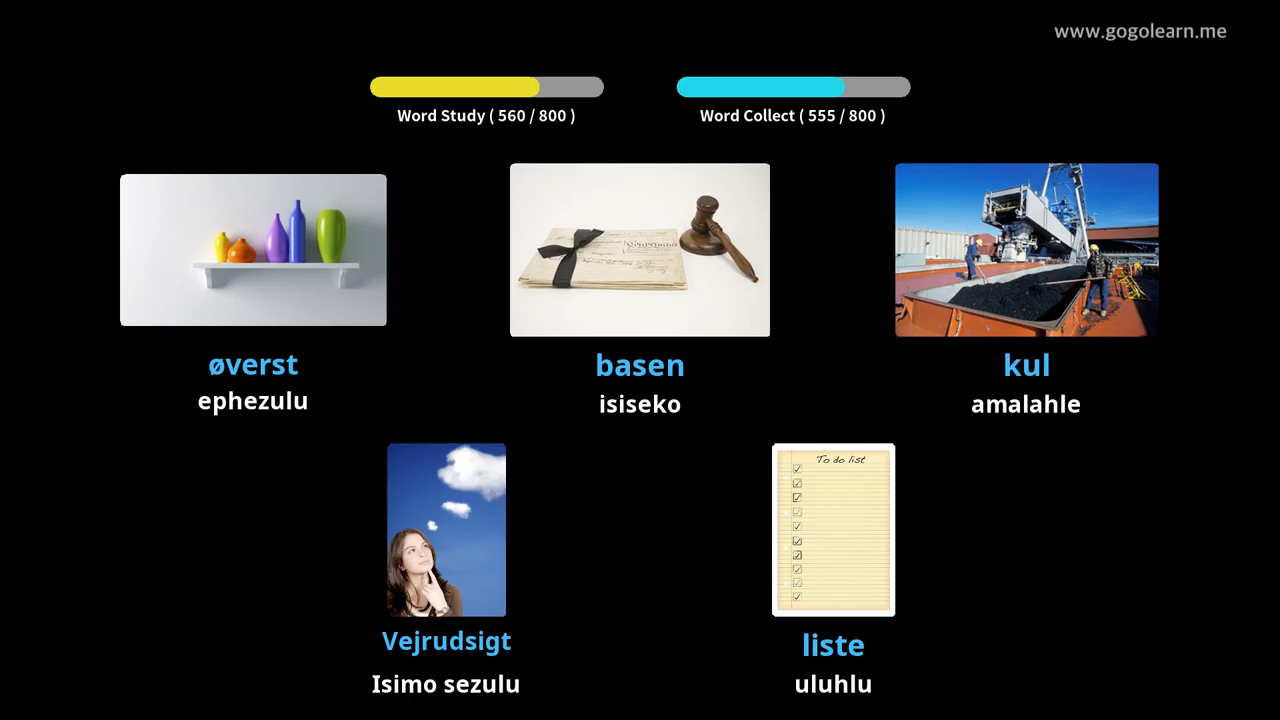 www.gogolearn.me
Word Study ( 560 / 800 )
Word Collect ( 555 / 800 )
øverst
ephezulu
basen
isiseko
kul
amalahle
To do list
Vejrudsigt
Isimo sezulu
liste
uluhlu